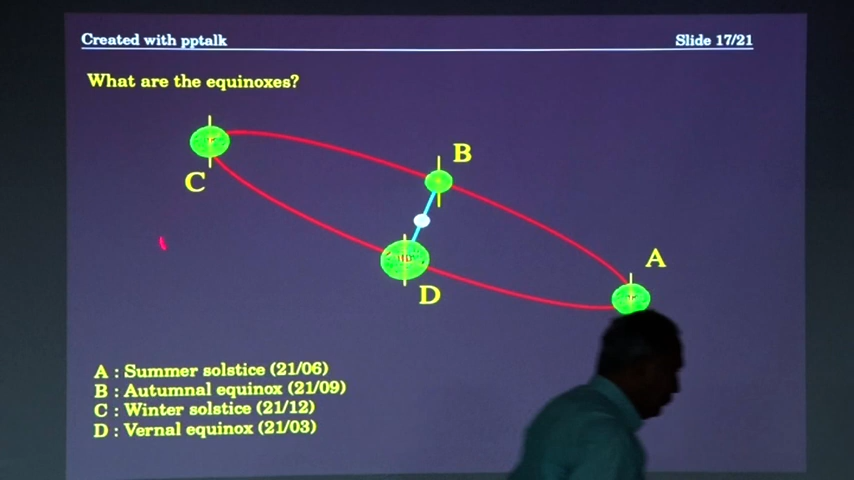 Created with pptalk
Slide 17/21
What are the equinoxes?
B
C
A
D
A : Summer solstice (21/06)
B : Autumnal equinox (21/09)
C : Winter solstice (21/12)
D : Vernal equinox (21/03)